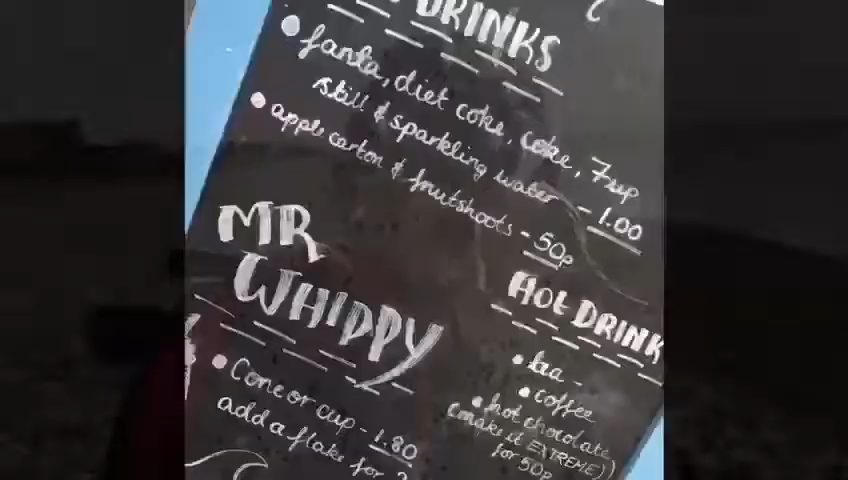 DRINKS
• fanta, diet coke, coke, 7up
still & sparkling water - 1.00
• apple carton & fruitshoots - 50p
MR
WHIPPY
• Cone or cup - 1.80
add a flake for
HOT DRINK
• tea -
• coffee
• hot chocolate
(make it EXTREME))
for 50p